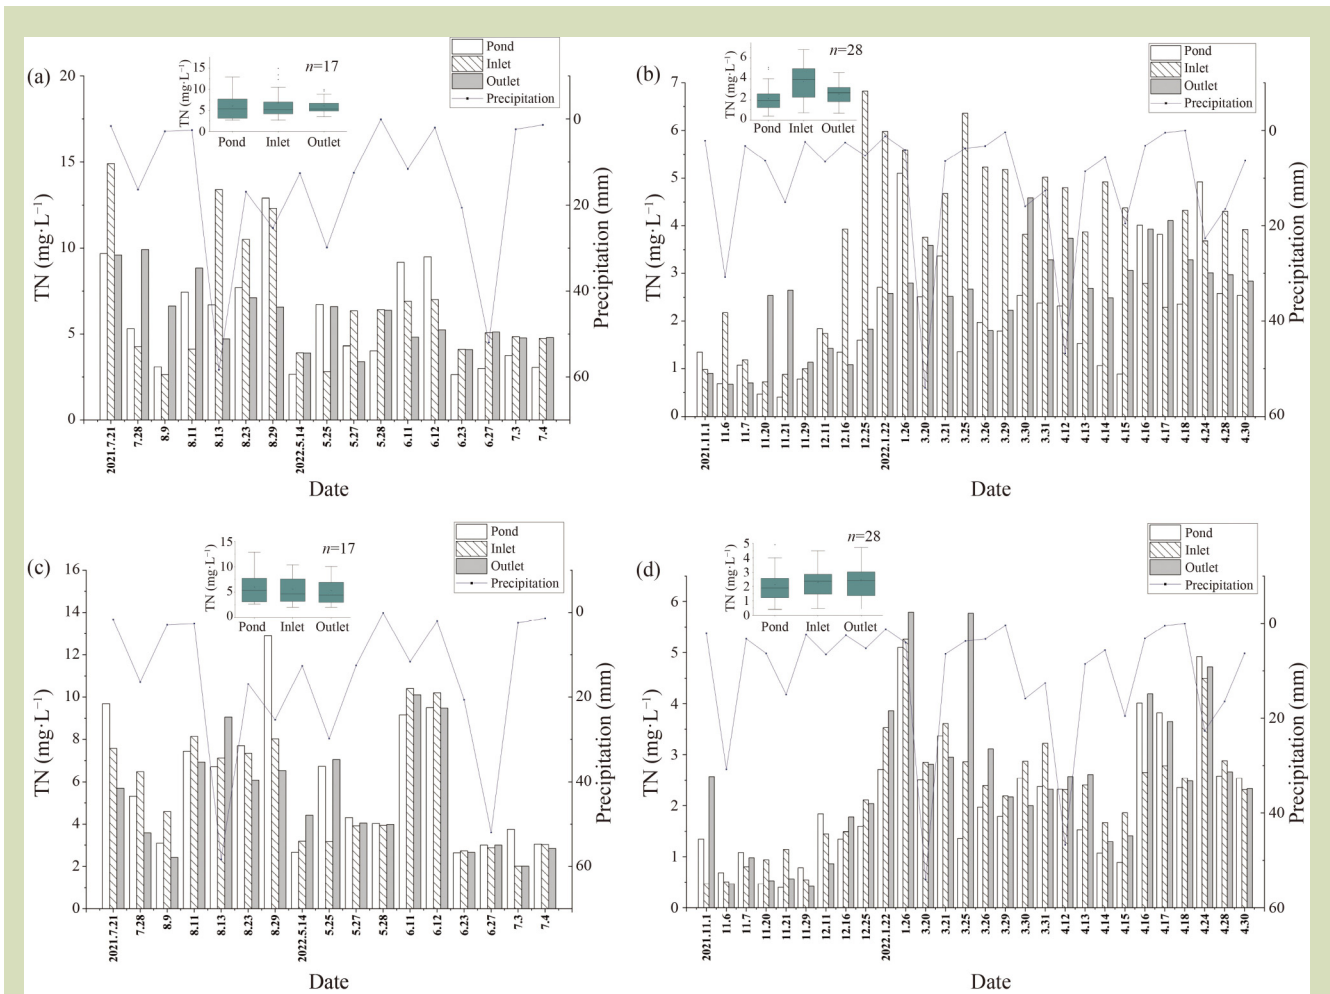 (a)
n=17
Pond
Inlet
Outlet
Precipitation
TN (mg·L−1)
15
10
5
0
Pond Inlet Outlet
TN (mg·L−1)
20
15
10
5
0
Precipitation (mm)
0
20
40
60
2021.7.21 7.28 8.9 8.11 8.13 8.23 8.29 2022.5.14 5.25 5.27 5.28 6.11 6.12 6.23 6.27 7.3 7.4
Date
(b)
n=28
Pond
Inlet
Outlet
Precipitation
TN (mg·L−1)
6
4
2
0
Pond Inlet Outlet
TN (mg·L−1)
7
6
5
4
3
2
1
0
Precipitation (mm)
0
20
40
60
2021.11.1 11.6 11.7 11.20 11.21 11.29 12.11 12.16 12.25 2022.1.22 1.26 3.20 3.21 3.25 3.26 3.29 3.30 3.31 4.12 4.13 4.14 4.15 4.16 4.17 4.18 4.24 4.28 4.30
Date
(c)
n=17
Pond
Inlet
Outlet
Precipitation
TN (mg·L−1)
15
10
5
0
Pond Inlet Outlet
TN (mg·L−1)
16
14
12
10
8
6
4
2
0
Precipitation (mm)
0
20
40
60
2021.7.21 7.28 8.9 8.11 8.13 8.23 8.29 2022.5.14 5.25 5.27 5.28 6.11 6.12 6.23 6.27 7.3 7.4
Date
(d)
n=28
Pond
Inlet
Outlet
Precipitation
TN (mg·L−1)
5
4
3
2
1
0
Pond Inlet Outlet
TN (mg·L−1)
6
5
4
3
2
1
0
Precipitation (mm)
0
20
40
60
2021.11.1 11.6 11.7 11.20 11.21 11.29 12.11 12.16 12.25 2022.1.22 1.26 3.20 3.21 3.25 3.26 3.29 3.30 3.31 4.12 4.13 4.14 4.15 4.16 4.17 4.18 4.24 4.28 4.30
Date